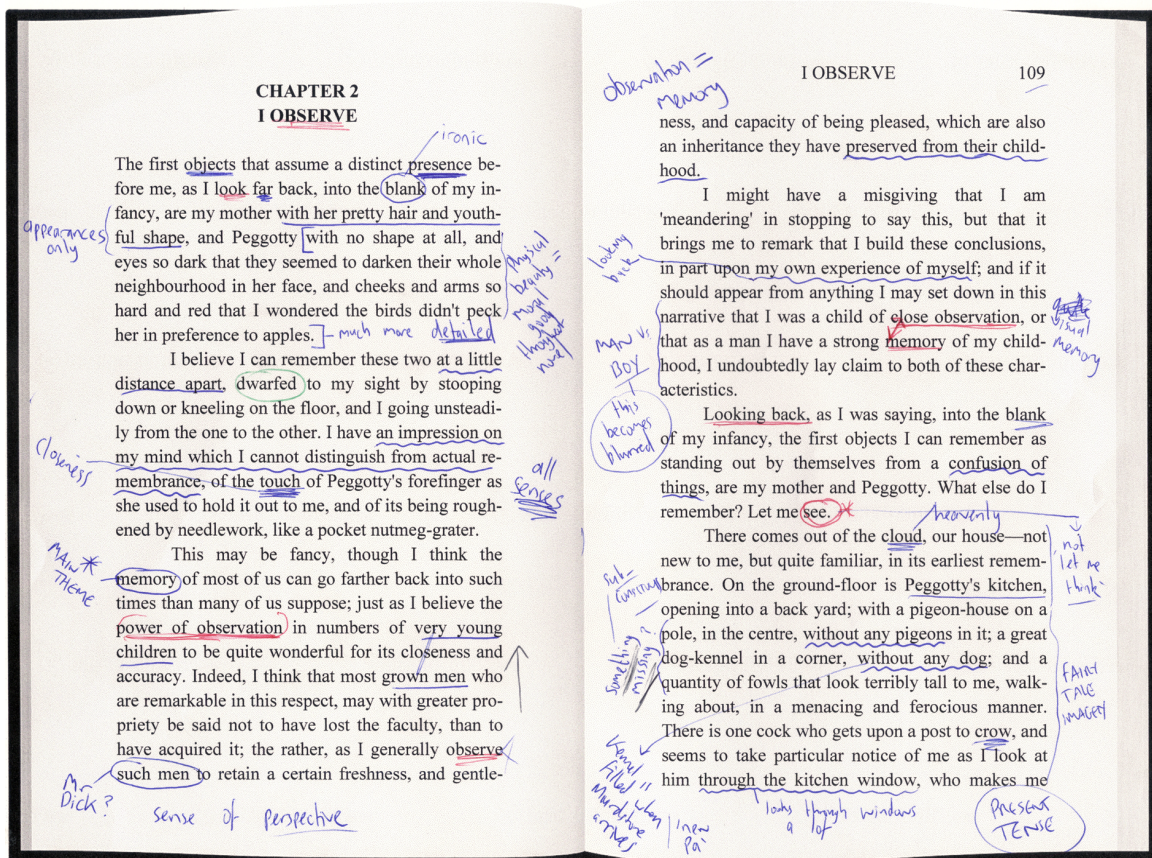 CHAPTER 2
I OBSERVE
ironic
The first objects that assume a distinct presence be-
fore me, as I look far back, into the blank of my in-
fancy, are my mother with her pretty hair and youth-
ful shape, and Peggotty with no shape at all, and
eyes so dark that they seemed to darken their whole
neighbourhood in her face, and cheeks and arms so
hard and red that I wondered the birds didn't peck
her in preference to apples.
much more detailed
appearances
only
physical
beauty =
moral
good
throughout
novel
I believe I can remember these two at a little
distance apart, dwarfed to my sight by stooping
down or kneeling on the floor, and I going unsteadi-
ly from the one to the other. I have an impression on
my mind which I cannot distinguish from actual re-
membrance, of the touch of Peggotty's forefinger as
she used to hold it out to me, and of its being rough-
ened by needlework, like a pocket nutmeg-grater.
closeness
all
senses
This may be fancy, though I think the
memory of most of us can go farther back into such
times than many of us suppose; just as I believe the
power of observation in numbers of very young
children to be quite wonderful for its closeness and
accuracy. Indeed, I think that most grown men who
are remarkable in this respect, may with greater pro-
priety be said not to have lost the faculty, than to
have acquired it; the rather, as I generally observe
such men to retain a certain freshness, and gentle-
MAIN *
THEME
Mr
Dick?
sense of perspective
I OBSERVE 109
observation =
memory
ness, and capacity of being pleased, which are also
an inheritance they have preserved from their child-
hood.
I might have a misgiving that I am
'meandering' in stopping to say this, but that it
brings me to remark that I build these conclusions,
in part upon my own experience of myself; and if it
should appear from anything I may set down in this
narrative that I was a child of close observation, or
that as a man I have a strong memory of my child-
hood, I undoubtedly lay claim to both of these char-
acteristics.
looking
back
MAN VS.
BOY
this
becomes
blurred
visual
memory
Looking back, as I was saying, into the blank
of my infancy, the first objects I can remember as
standing out by themselves from a confusion of
things, are my mother and Peggotty. What else do I
remember? Let me see.
heavenly
not
'let me
think'
There comes out of the cloud, our house—not
new to me, but quite familiar, in its earliest remem-
brance. On the ground-floor is Peggotty's kitchen,
opening into a back yard; with a pigeon-house on a
pole, in the centre, without any pigeons in it; a great
dog-kennel in a corner, without any dog; and a
quantity of fowls that look terribly tall to me, walk-
ing about, in a menacing and ferocious manner.
There is one cock who gets upon a post to crow, and
seems to take particular notice of me as I look at
him through the kitchen window, who makes me
sub-
conscious
something
missing?
FAIRY
TALE
IMAGERY
Kennel
filled when
Murdstone
arrives
= 
new
Pa
looks through windows
a lot
PRESENT
TENSE